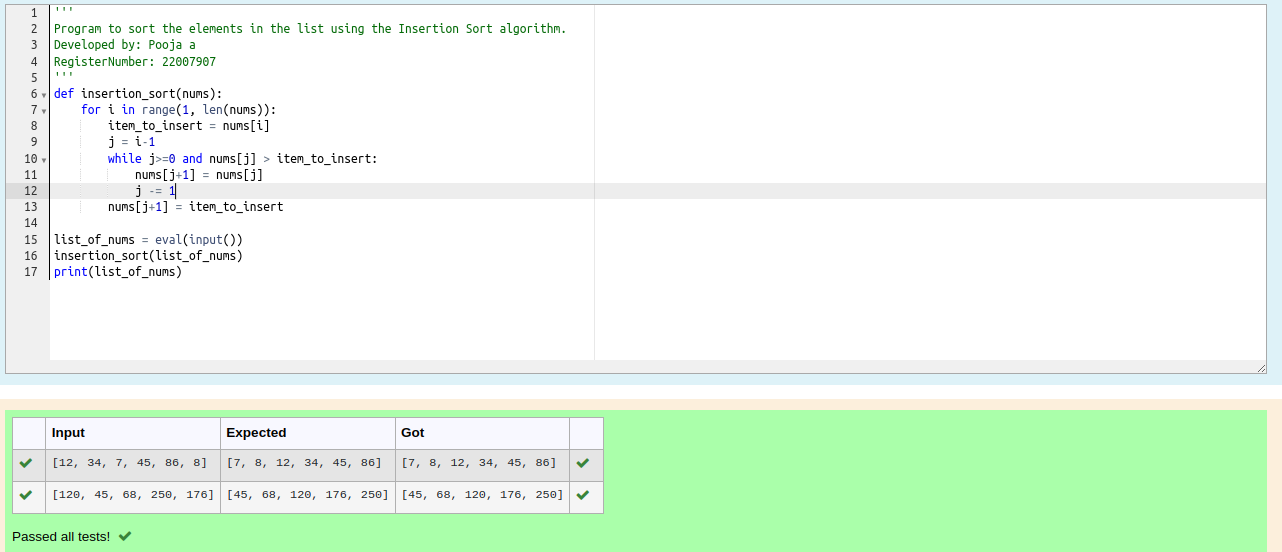 1 '''
2 Program to sort the elements in the list using the Insertion Sort algorithm.
3 Developed by: Pooja a
4 RegisterNumber: 22007907
5 '''
6 def insertion_sort(nums):
7     for i in range(1, len(nums)):
8         item_to_insert = nums[i]
9         j = i-1
10         while j>=0 and nums[j] > item_to_insert:
11             nums[j+1] = nums[j]
12             j -= 1
13         nums[j+1] = item_to_insert
14
15 list_of_nums = eval(input())
16 insertion_sort(list_of_nums)
17 print(list_of_nums)
Input Expected Got
[12, 34, 7, 45, 86, 8] [7, 8, 12, 34, 45, 86] [7, 8, 12, 34, 45, 86]
[120, 45, 68, 250, 176] [45, 68, 120, 176, 250] [45, 68, 120, 176, 250]
Passed all tests!